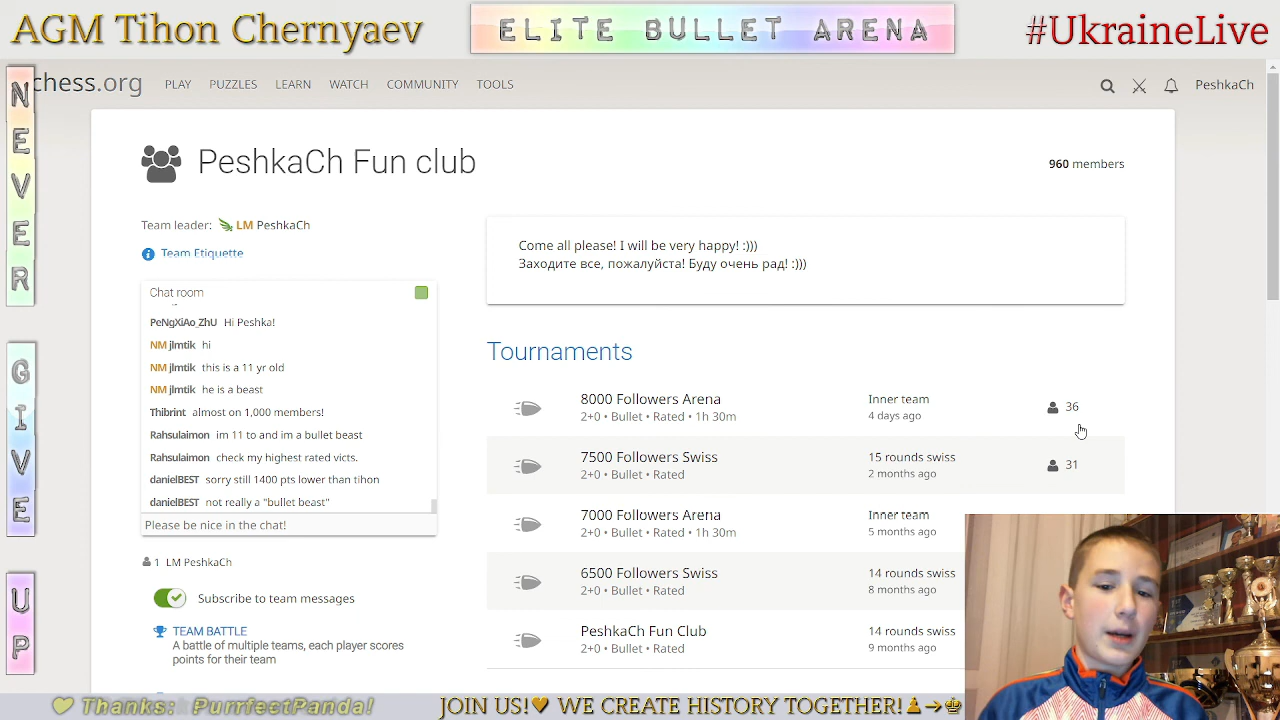 AGM Tihon Chernyaev
ELITE BULLET ARENA
#UkraineLive
NEVER
GIVE
UP
chess.org
PLAY
PUZZLES
LEARN
WATCH
COMMUNITY
TOOLS
PeshkaCh
PeshkaCh Fun club
960 members
Team leader: LM PeshkaCh
Team Etiquette
Chat room
PeNgXiAo_ZhU Hi Peshka!
NM jlmtik hi
NM jlmtik this is a 11 yr old
NM jlmtik he is a beast
Thibrint almost on 1,000 members!
Rahsulaimon im 11 to and im a bullet beast
Rahsulaimon check my highest rated victs.
danielBEST sorry still 1400 pts lower than tihon
danielBEST not really a "bullet beast"
Please be nice in the chat!
1 LM PeshkaCh
Subscribe to team messages
TEAM BATTLE
A battle of multiple teams, each player scores
points for their team
Come all please! I will be very happy! :)))
Заходите все, пожалуйста! Буду очень рад! :)))
Tournaments
8000 Followers Arena
2+0 • Bullet • Rated • 1h 30m
Inner team
4 days ago
36
7500 Followers Swiss
2+0 • Bullet • Rated
15 rounds swiss
2 months ago
31
7000 Followers Arena
2+0 • Bullet • Rated • 1h 30m
Inner team
5 months ago
6500 Followers Swiss
2+0 • Bullet • Rated
14 rounds swiss
8 months ago
PeshkaCh Fun Club
2+0 • Bullet • Rated
14 rounds swiss
9 months ago
Thanks: PurrfectPanda!
JOIN US!🧡 WE CREATE HISTORY TOGETHER!♟→♔